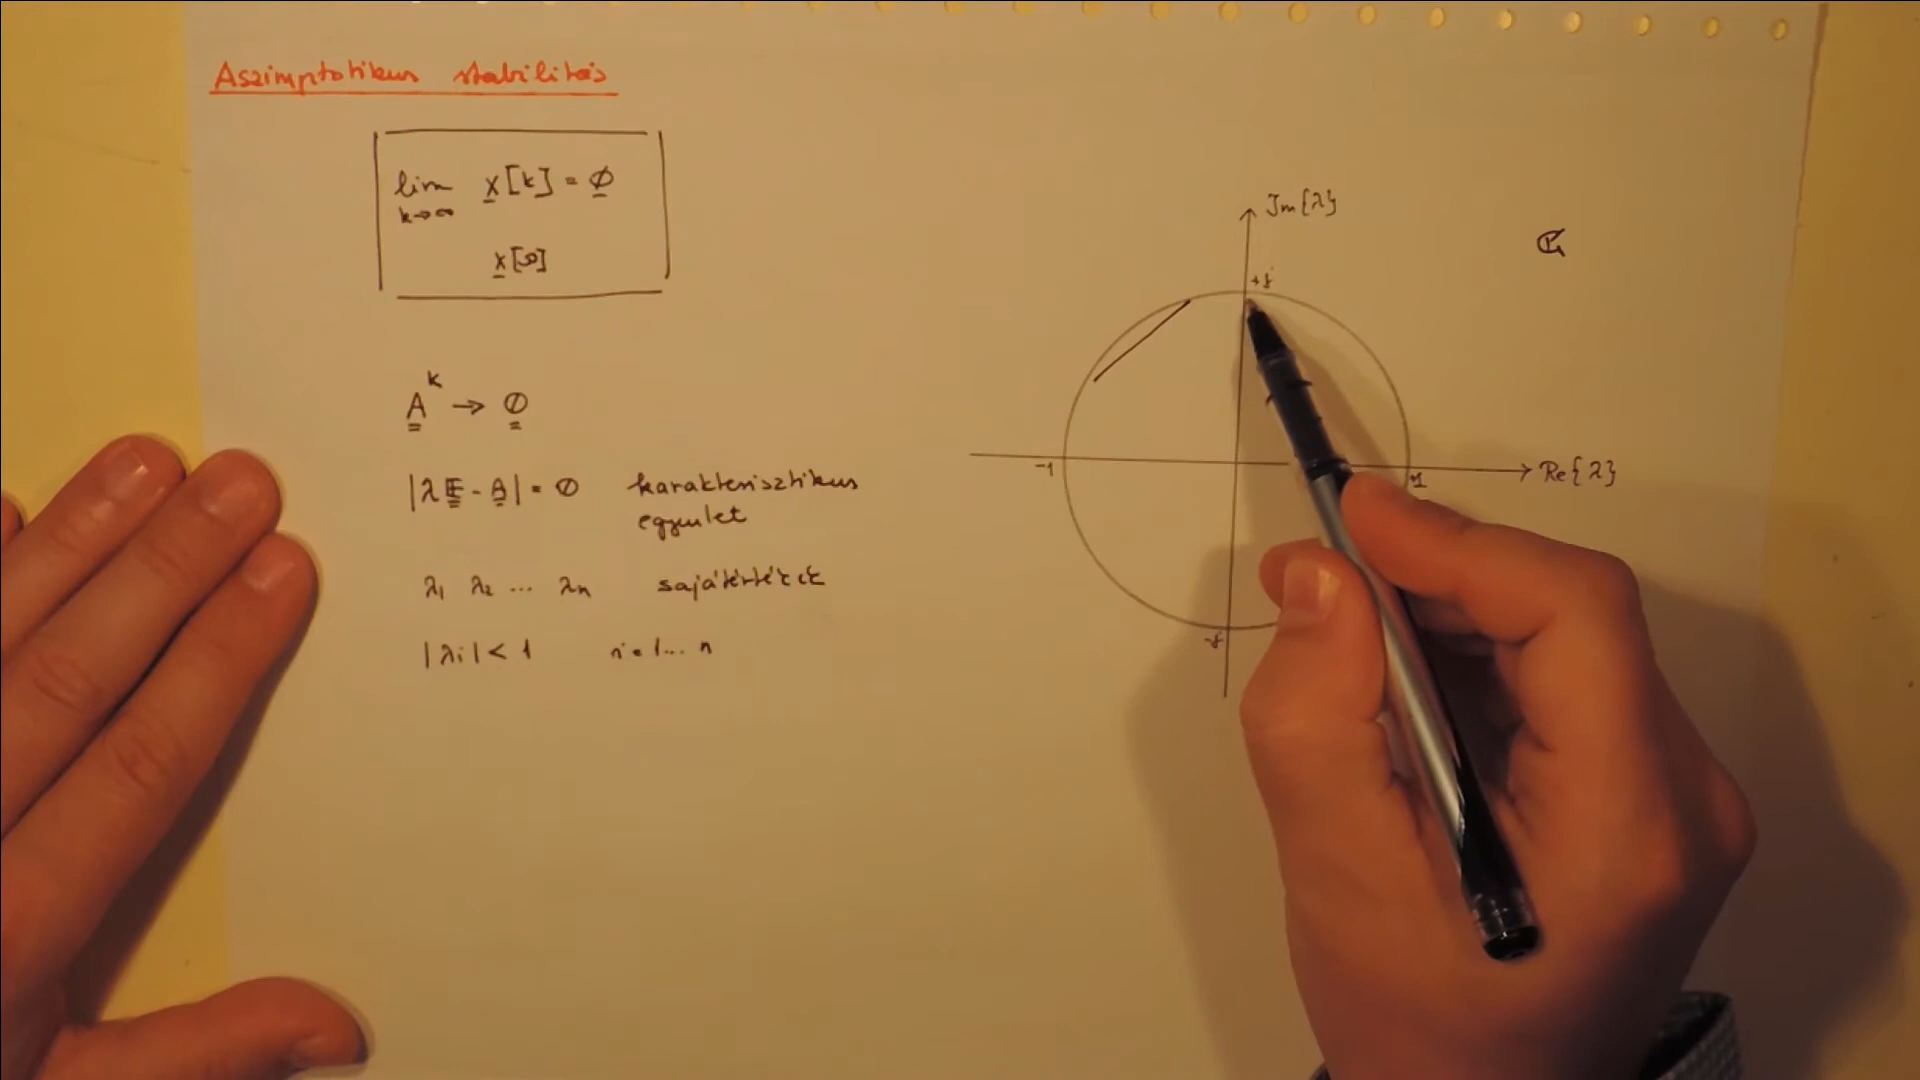 Aszimptotikus stabilitás
lim x[k] = 0
k→∞
x[0]
A^k → 0
|λE - A| = 0 karakterisztikus
egyenlet
λ1 λ2 ... λn sajátértékek
|λi| < 1 i = 1... n
Im{λ}
ℂ
+j
-1
1
Re{λ}
-j